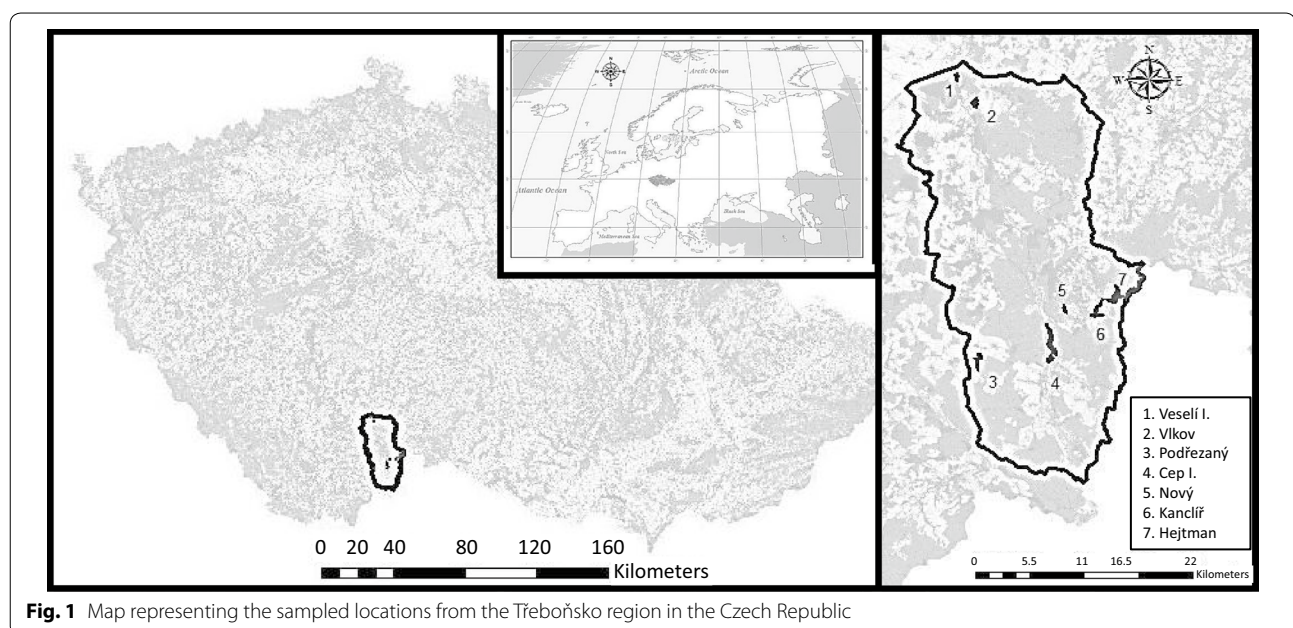 N
W E
S
Arctic Ocean
North Sea
Atlantic Ocean
Black Sea
Mediterranean Sea
0 20 40 80 120 160
Kilometers
N
W E
S
1
2
5
7
6
3
4
1. Veselí I.
2. Vlkov
3. Podřezaný
4. Cep I.
5. Nový
6. Kanclíř
7. Hejtman
0 5.5 11 16.5 22
Kilometers
Fig. 1 Map representing the sampled locations from the Třeboňsko region in the Czech Republic